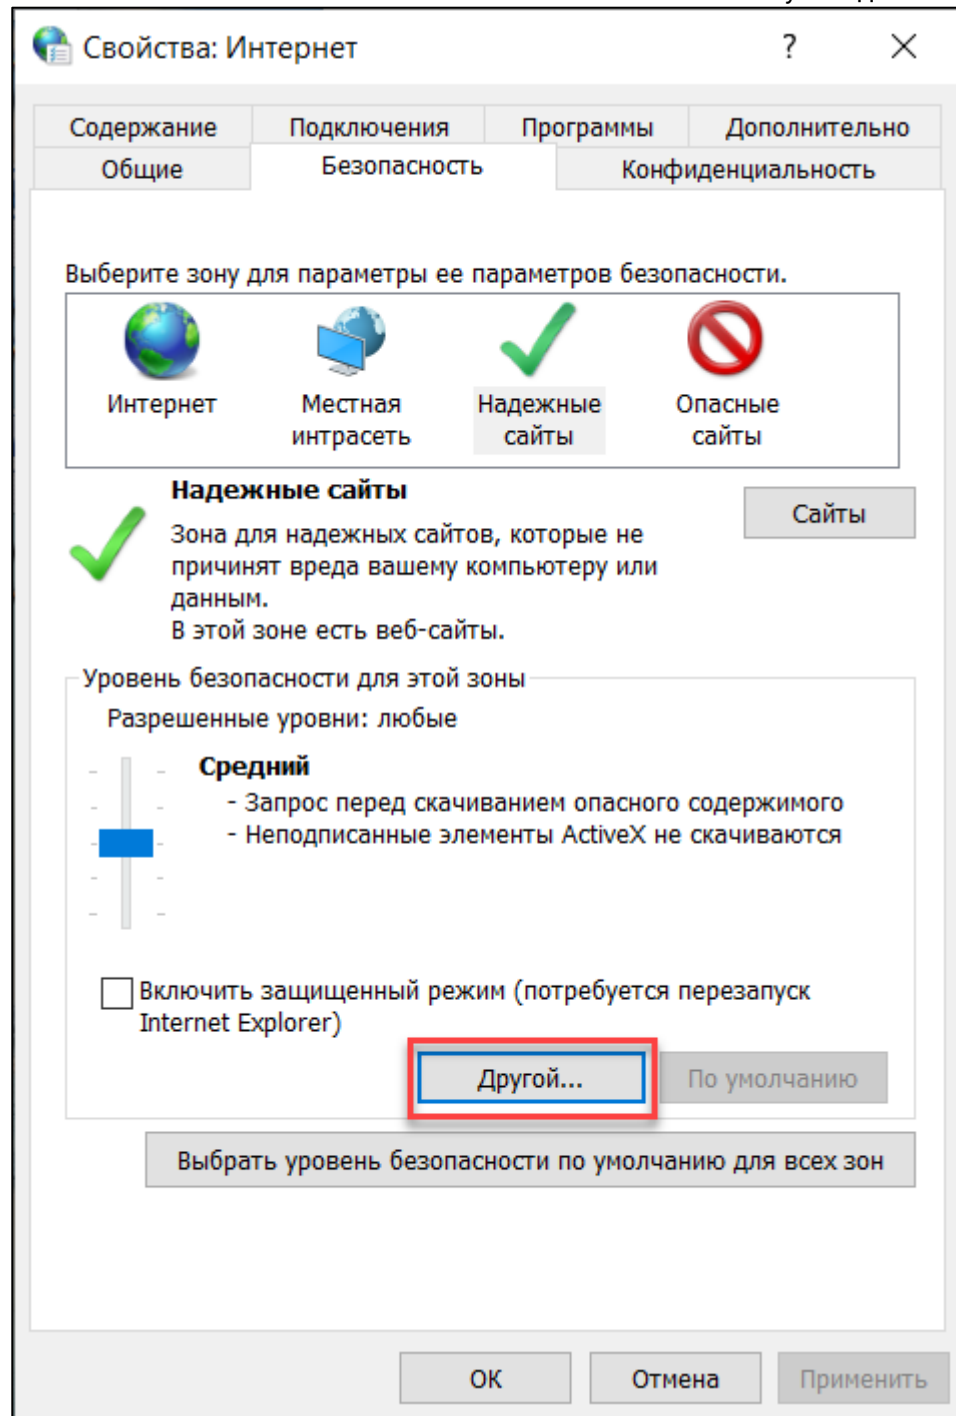 Свойства: Интернет ?
Содержание Подключения Программы Дополнительно
Общие Безопасность Конфиденциальность
Выберите зону для параметры ее параметров безопасности.
Интернет Местная интрасеть Надежные сайты Опасные сайты
Надежные сайты
Сайты
Зона для надежных сайтов, которые не
причинят вреда вашему компьютеру или
данным.
В этой зоне есть веб-сайты.
Уровень безопасности для этой зоны
Разрешенные уровни: любые
Средний
- Запрос перед скачиванием опасного содержимого
- Неподписанные элементы ActiveX не скачиваются
Включить защищенный режим (потребуется перезапуск
Internet Explorer)
Другой... По умолчанию
Выбрать уровень безопасности по умолчанию для всех зон
ОК Отмена Применить